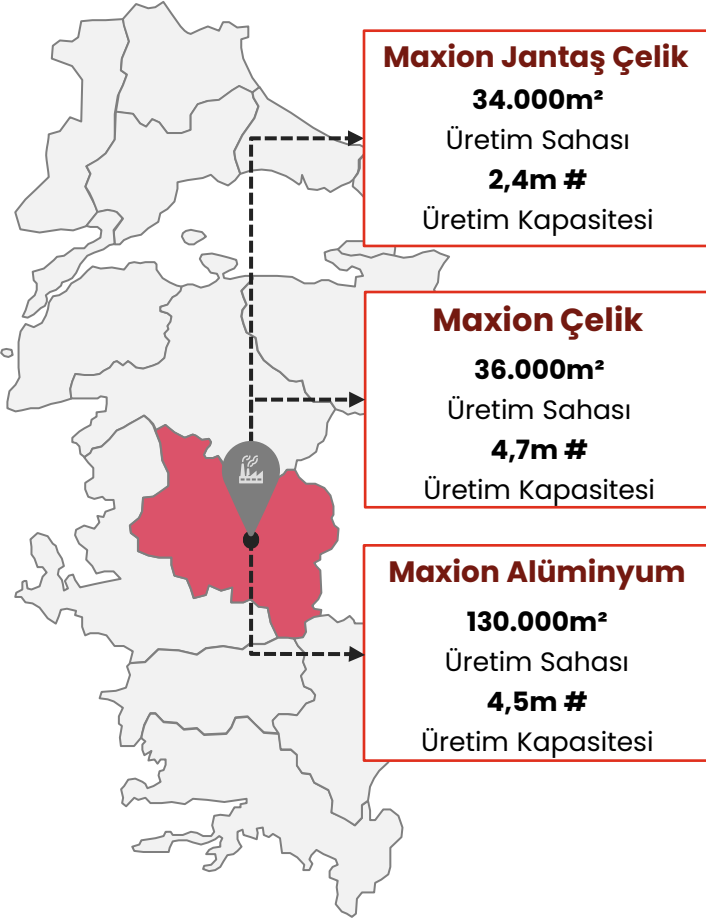 Maxion Jantaş Çelik
34.000m²
Üretim Sahası
2,4m #
Üretim Kapasitesi
Maxion Çelik
36.000m²
Üretim Sahası
4,7m #
Üretim Kapasitesi
Maxion Alüminyum
130.000m²
Üretim Sahası
4,5m #
Üretim Kapasitesi